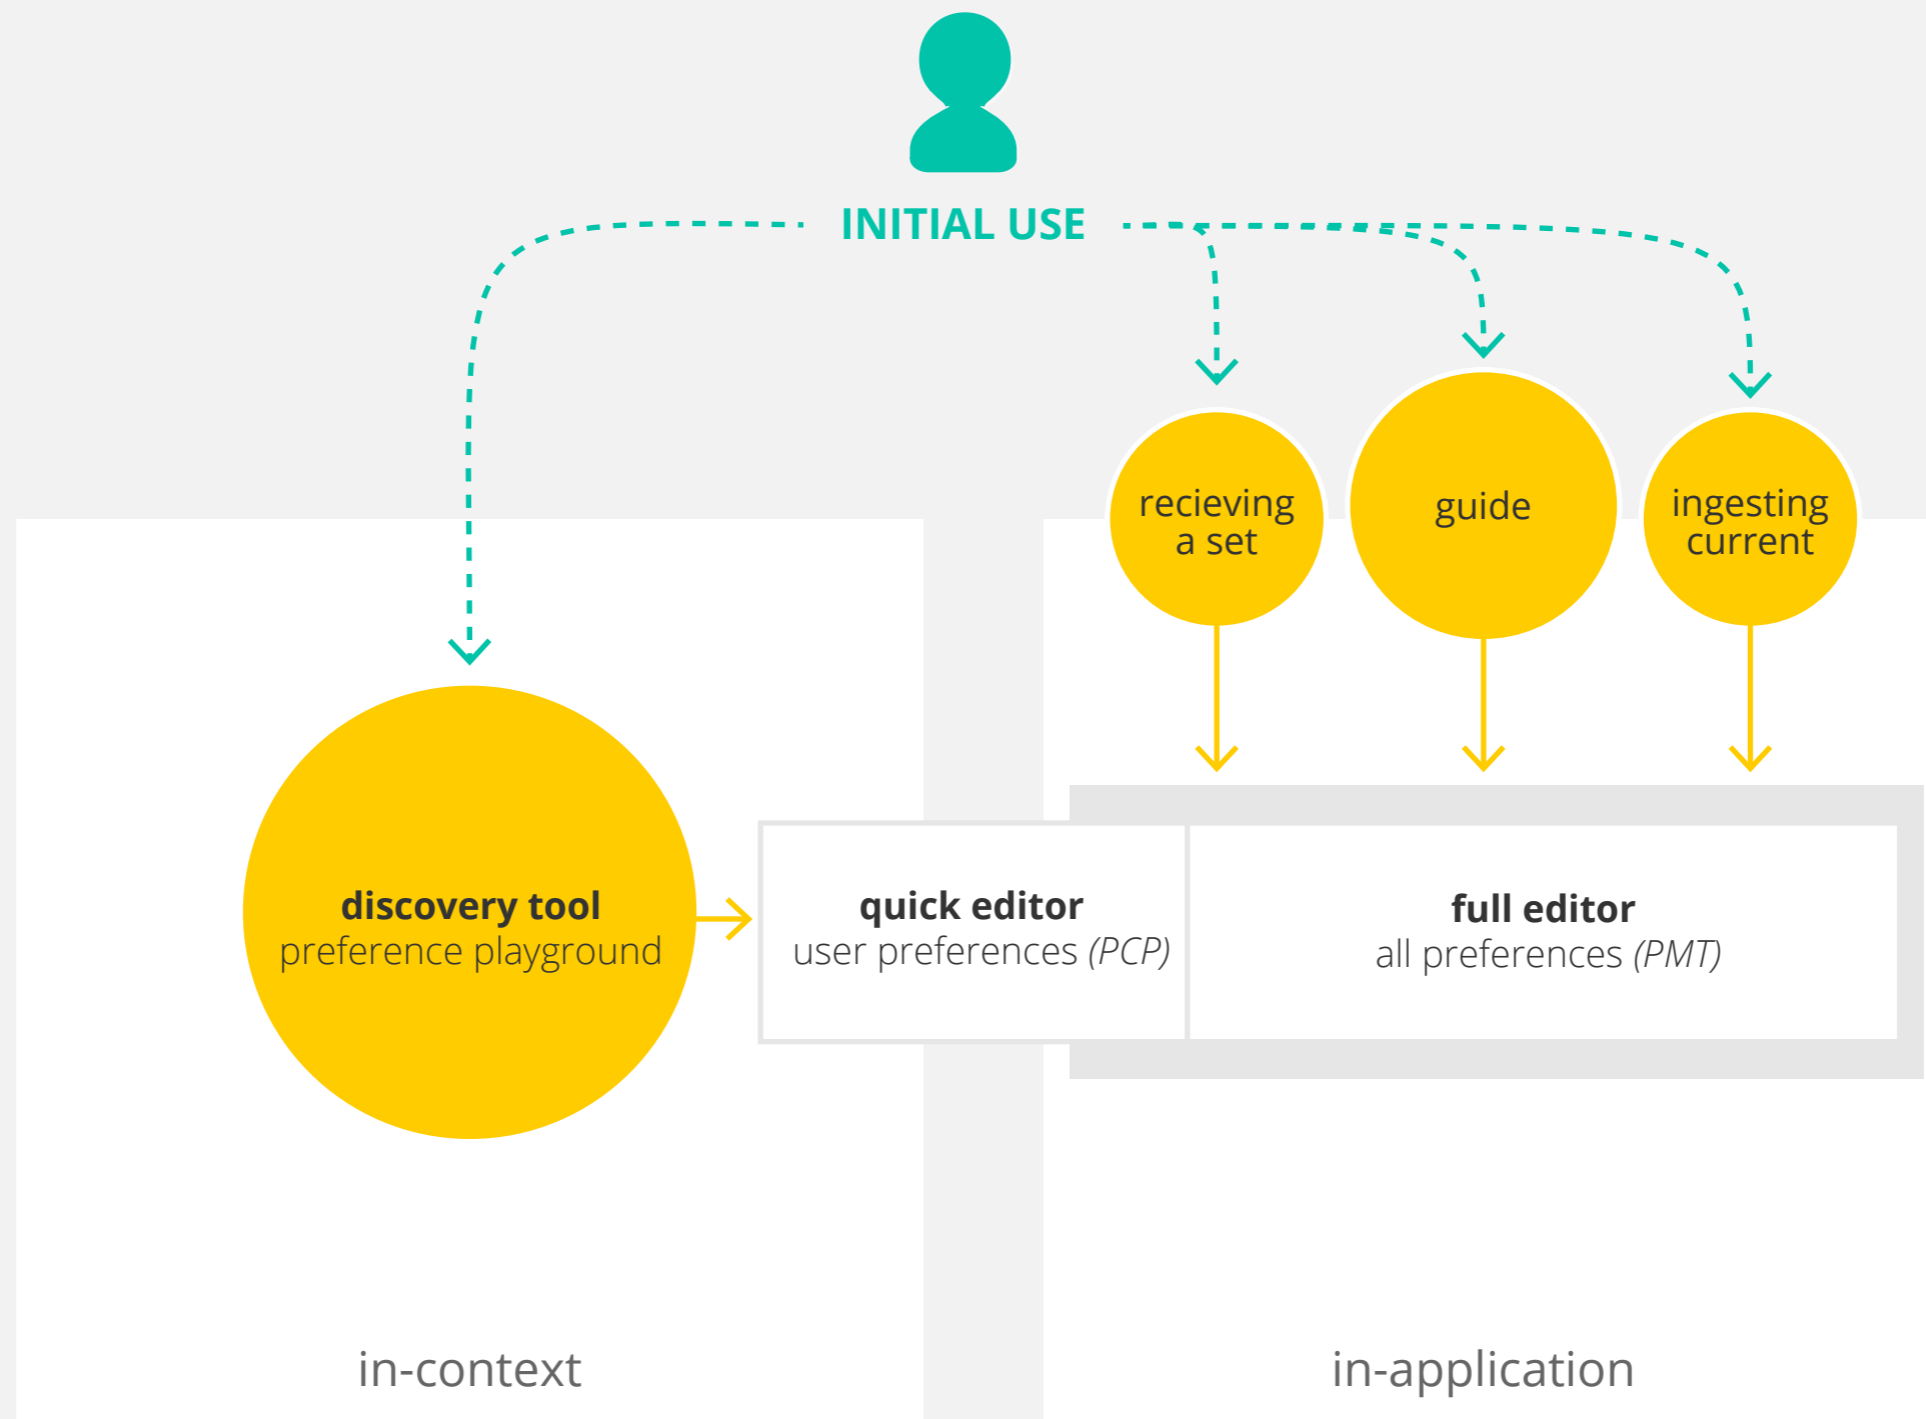 INITIAL USE
recieving
a set
guide
ingesting
current
discovery tool
preference playground
quick editor
user preferences (PCP)
full editor
all preferences (PMT)
in-context
in-application